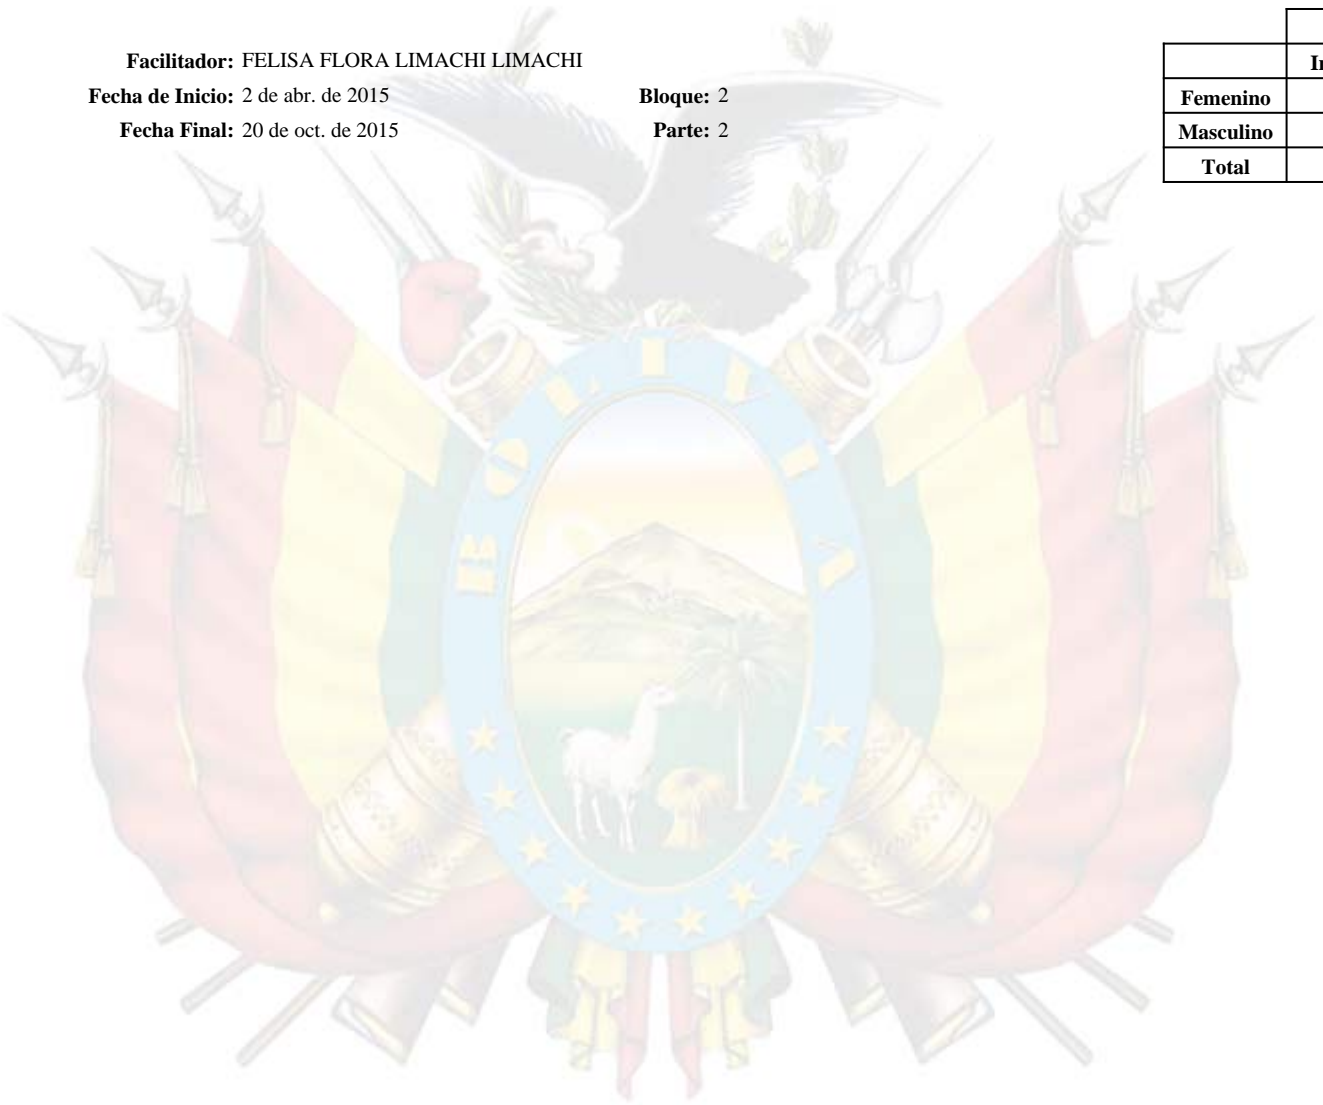 Facilitador: FELISA FLORA LIMACHI LIMACHI
Fecha de Inicio: 2 de abr. de 2015 Bloque: 2
Fecha Final: 20 de oct. de 2015 Parte: 2
Femenino
Masculino
Total
BOLIVIA